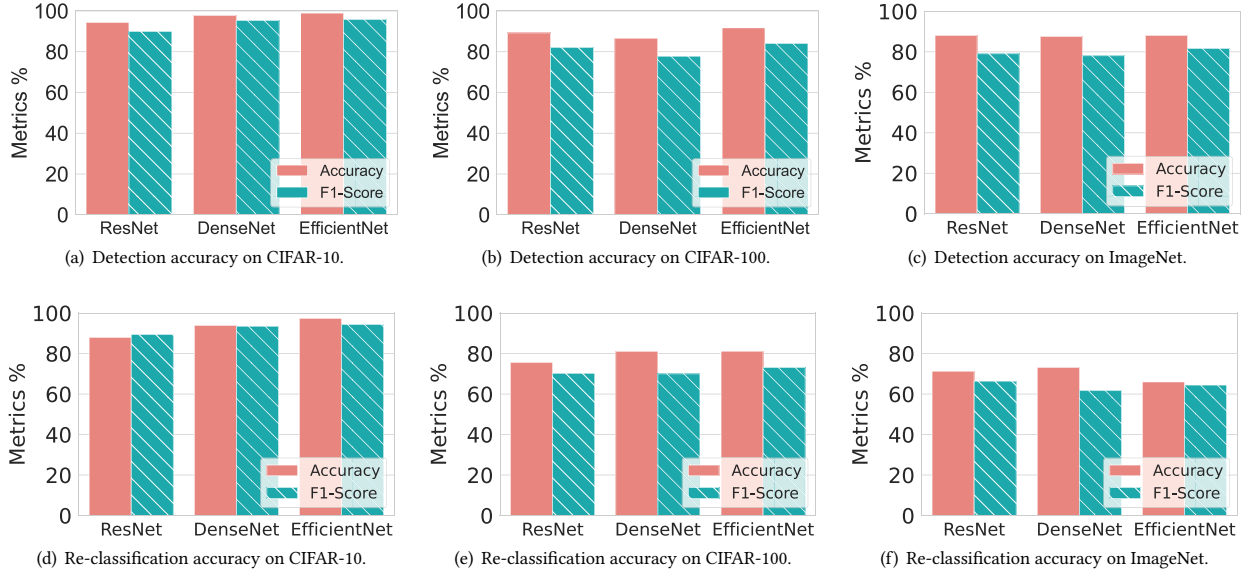 100
80
60
40
20
0
Metrics %
Accuracy
F1-Score
ResNet
DenseNet
EfficientNet
(a) Detection accuracy on CIFAR-10.
100
80
60
40
20
0
Metrics %
Accuracy
F1-Score
ResNet
DenseNet
EfficientNet
(b) Detection accuracy on CIFAR-100.
100
80
60
40
20
0
Metrics %
Accuracy
F1-Score
ResNet
DenseNet
EfficientNet
(c) Detection accuracy on ImageNet.
100
80
60
40
20
0
Metrics %
Accuracy
F1-Score
ResNet
DenseNet
EfficientNet
(d) Re-classification accuracy on CIFAR-10.
100
80
60
40
20
0
Metrics %
Accuracy
F1-Score
ResNet
DenseNet
EfficientNet
(e) Re-classification accuracy on CIFAR-100.
100
80
60
40
20
0
Metrics %
Accuracy
F1-Score
ResNet
DenseNet
EfficientNet
(f) Re-classification accuracy on ImageNet.